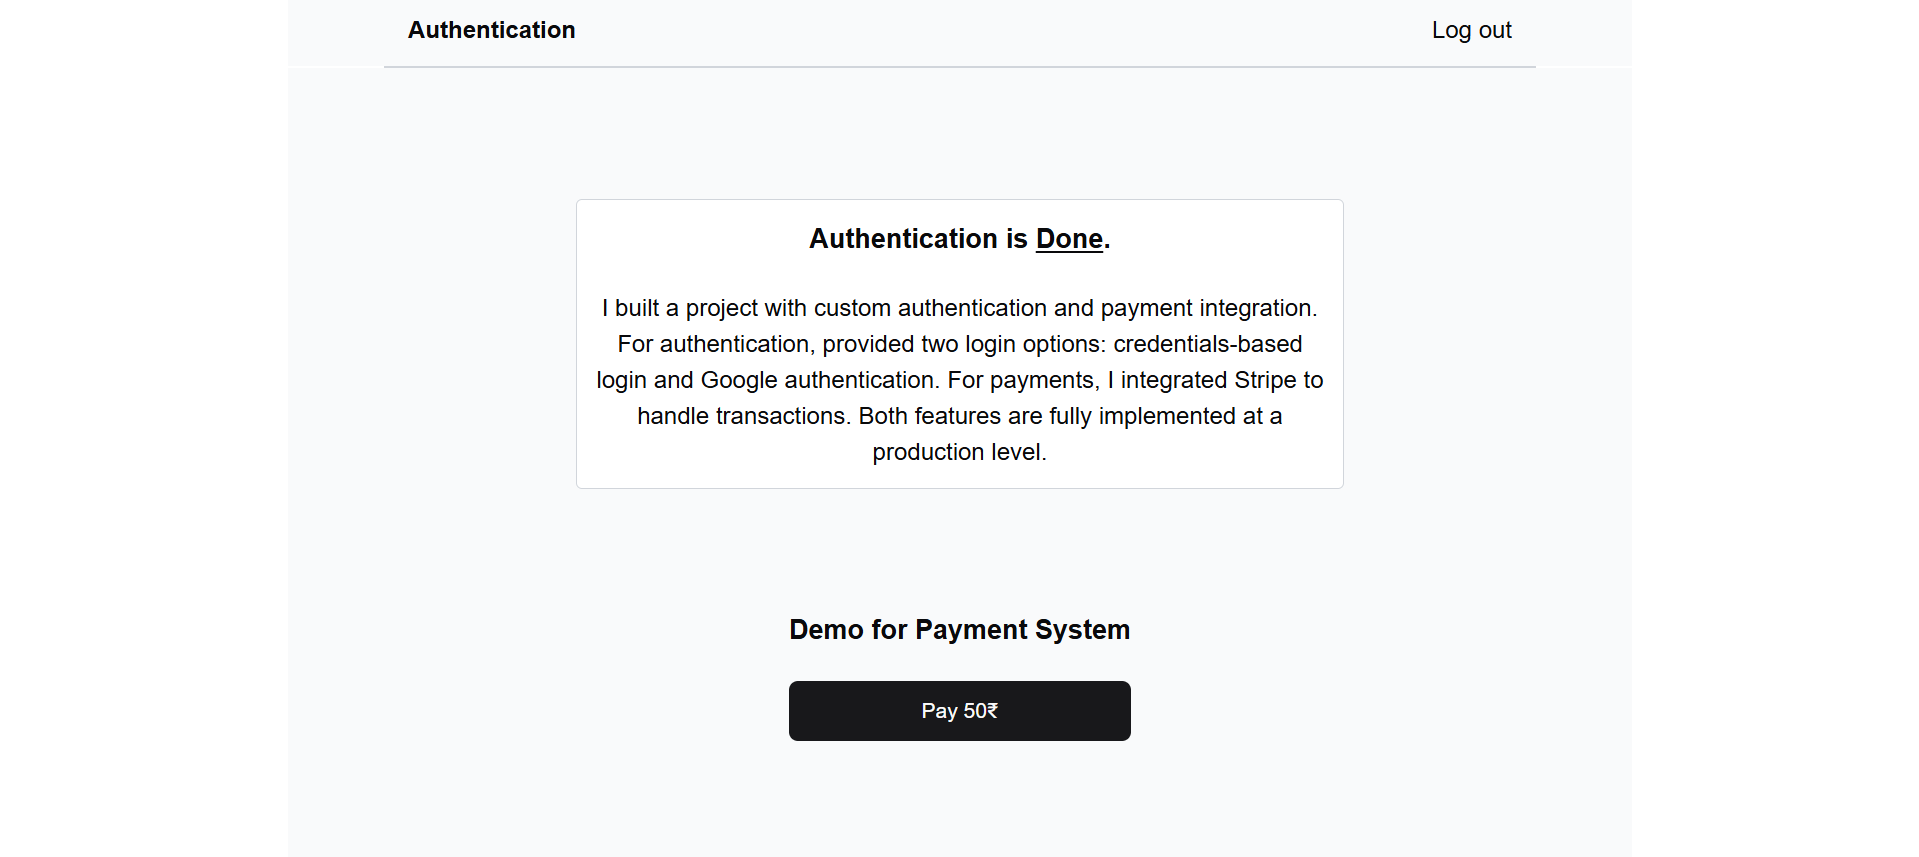 Authentication
Log out
Authentication is Done.
I built a project with custom authentication and payment integration.
For authentication, provided two login options: credentials-based
login and Google authentication. For payments, I integrated Stripe to
handle transactions. Both features are fully implemented at a
production level.
Demo for Payment System
Pay 50₹